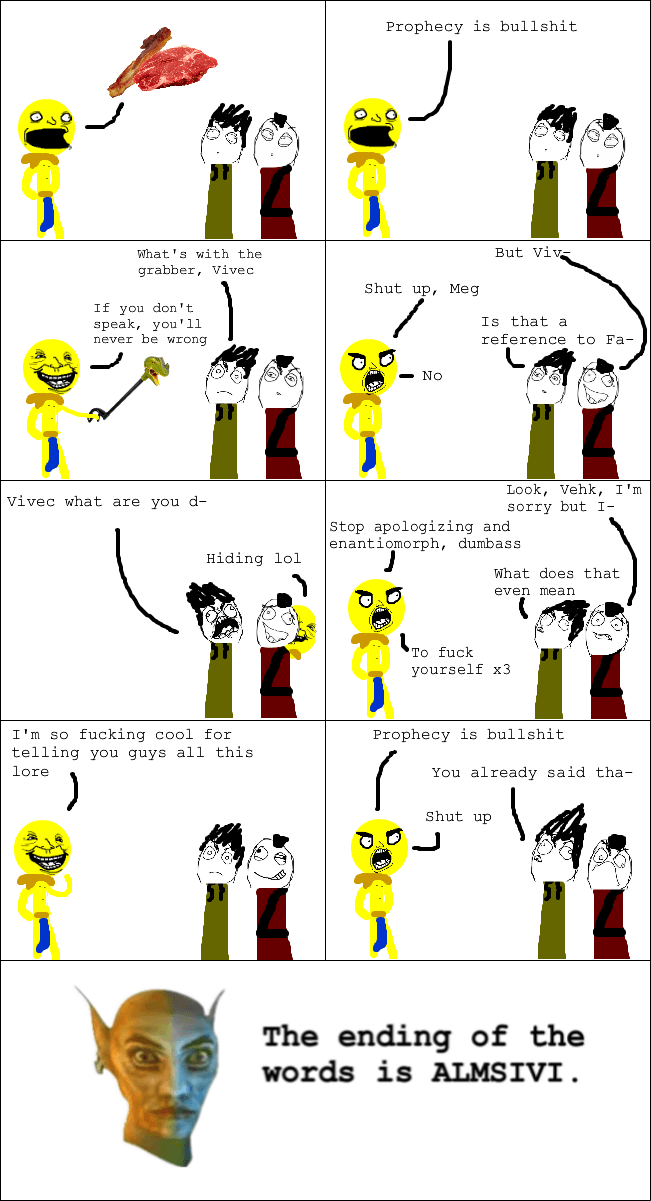 Prophecy is bullshit
What's with the
grabber, Vivec
If you don't
speak, you'll
never be wrong
But Viv-
Shut up, Meg
Is that a
reference to Fa-
No
Vivec what are you d-
Hiding lol
Look, Vehk, I'm
sorry but I-
Stop apologizing and
enantiomorph, dumbass
What does that
even mean
To fuck
yourself x3
I'm so fucking cool for
telling you guys all this
lore
Prophecy is bullshit
You already said tha-
Shut up
The ending of the
words is ALMSIVI.